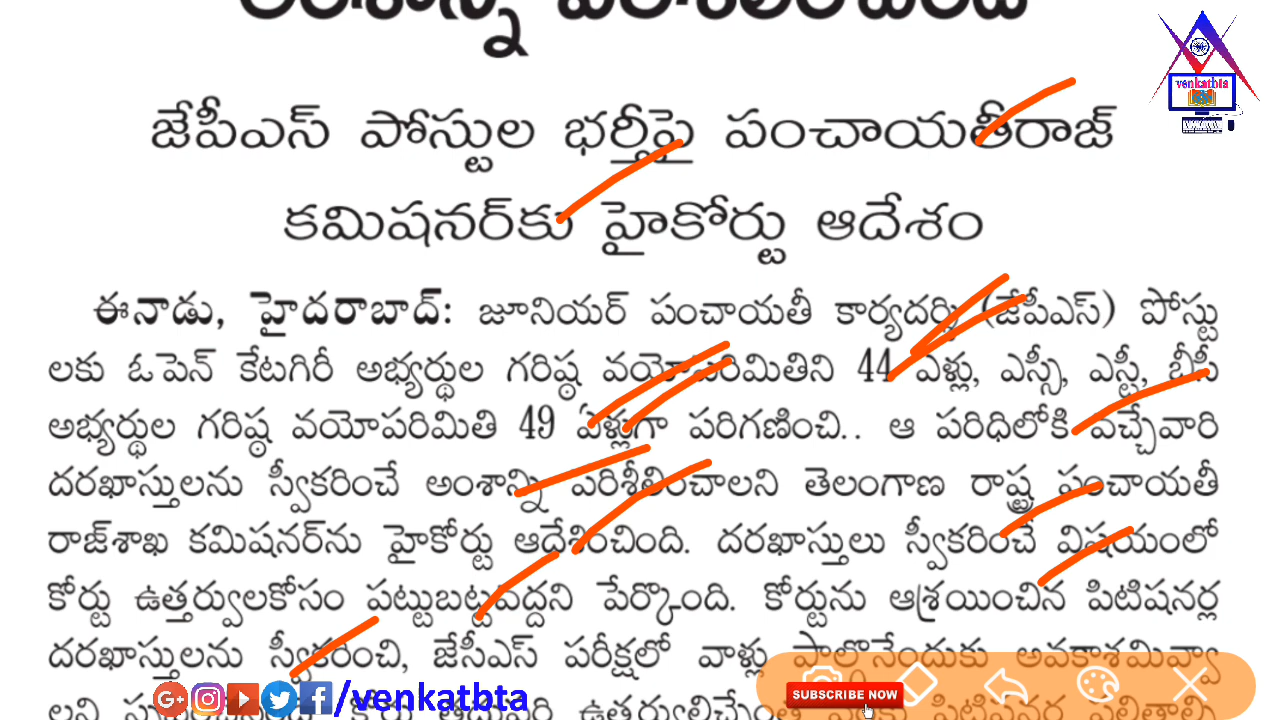 జేపీఎస్ పోస్టుల భర్తీపై పంచాయతీరాజ్
కమిషనర్‌కు హైకోర్టు ఆదేశం
ఈనాడు, హైదరాబాద్: జూనియర్ పంచాయతీ కార్యదర్శి (జేపీఎస్) పోస్టు
లకు ఓపెన్ కేటగిరీ అభ్యర్థుల గరిష్ఠ వయోపరిమితిని 44 ఏళ్లు, ఎస్సీ, ఎస్టీ, బీసీ
అభ్యర్థుల గరిష్ఠ వయోపరిమితి 49 ఏళ్లుగా పరిగణించి.. ఆ పరిధిలోకి వచ్చేవారి
దరఖాస్తులను స్వీకరించే అంశాన్ని పరిశీలించాలని తెలంగాణ రాష్ట్ర పంచాయతీ
రాజ్‌శాఖ కమిషనర్‌ను హైకోర్టు ఆదేశించింది. దరఖాస్తులు స్వీకరించే విషయంలో
కోర్టు ఉత్తర్వులకోసం పట్టుబట్టవద్దని పేర్కొంది. కోర్టును ఆశ్రయించిన పిటిషనర్ల
దరఖాస్తులను స్వీకరించి, జేసీఎస్ పరీక్షలో వాళ్లు పాల్గొనేందుకు అవకాశమివ్వా
venkatbta
SUBSCRIBE NOW
/venkatbta